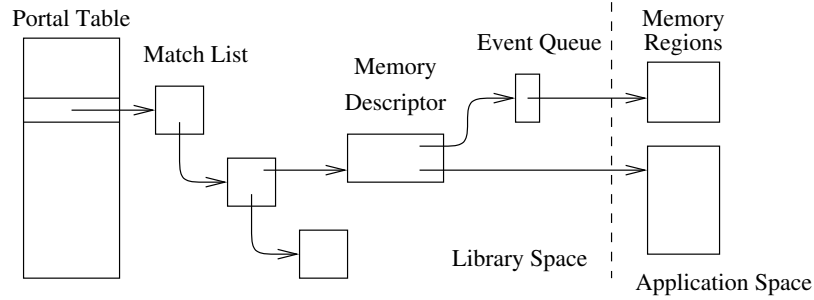 Portal Table
Match List
Memory
Descriptor
Event Queue
Memory
Regions
Library Space
Application Space